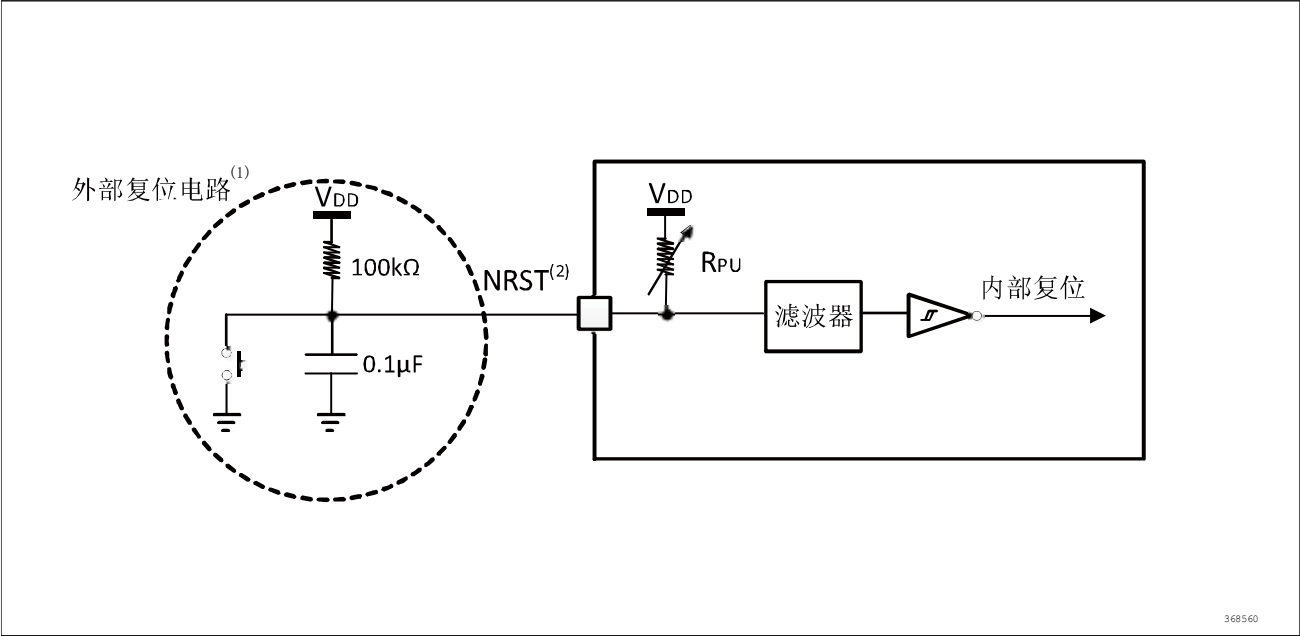 外部复位电路(1)
VDD
100kΩ
0.1μF
NRST(2)
VDD
RPU
滤波器
内部复位
368560